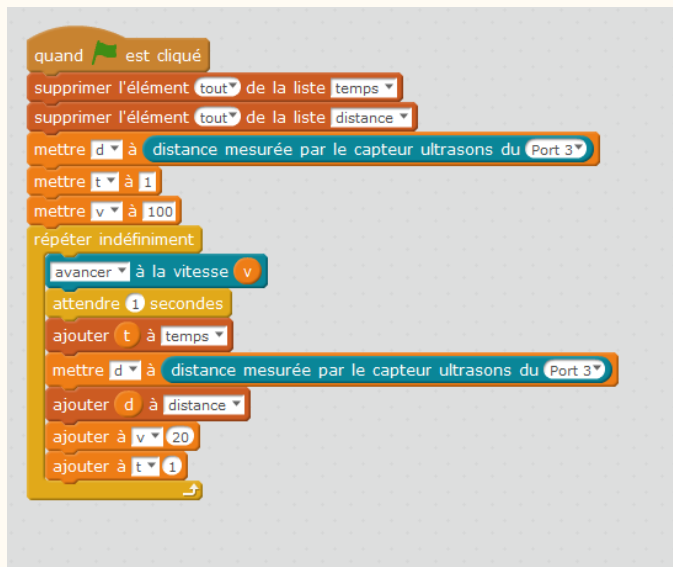 quand est cliqué
supprimer l'élément tout de la liste temps
supprimer l'élément tout de la liste distance
mettre d à distance mesurée par le capteur ultrasons du Port 3
mettre t à 1
mettre v à 100
répéter indéfiniment
avancer à la vitesse v
attendre 1 secondes
ajouter t à temps
mettre d à distance mesurée par le capteur ultrasons du Port 3
ajouter d à distance
ajouter à v 20
ajouter à t 1